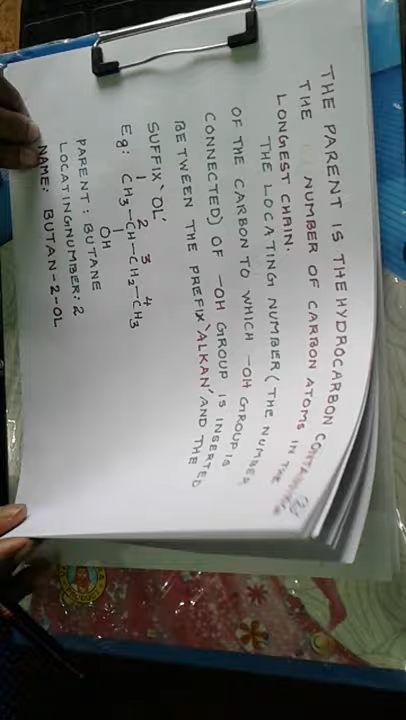 THE PARENT IS THE HYDROCARBON CONTAINING
THE NUMBER OF CARBON ATOMS IN THE
LONGEST CHAIN.
THE LOCATING NUMBER (THE NUMBER
OF THE CARBON TO WHICH -OH GROUP IS
CONNECTED) OF -OH GROUP IS INSERTED
BETWEEN THE PREFIX 'ALKAN' AND THE
SUFFIX 'OL'
1 2 3 4
Eg: CH3-CH-CH2-CH3
OH
PARENT: BUTANE
LOCATING NUMBER: 2
NAME: BUTAN-2-OL